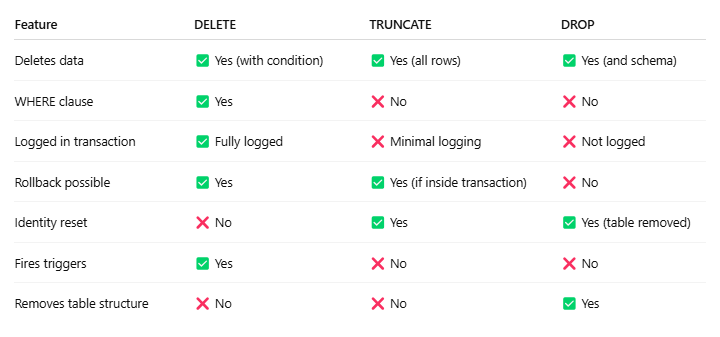 Feature DELETE TRUNCATE DROP
Deletes data ✅ Yes (with condition) ✅ Yes (all rows) ✅ Yes (and schema)
WHERE clause ✅ Yes ❌ No ❌ No
Logged in transaction ✅ Fully logged ❌ Minimal logging ❌ Not logged
Rollback possible ✅ Yes ✅ Yes (if inside transaction) ❌ No
Identity reset ❌ No ✅ Yes ✅ Yes (table removed)
Fires triggers ✅ Yes ❌ No ❌ No
Removes table structure ❌ No ❌ No ✅ Yes